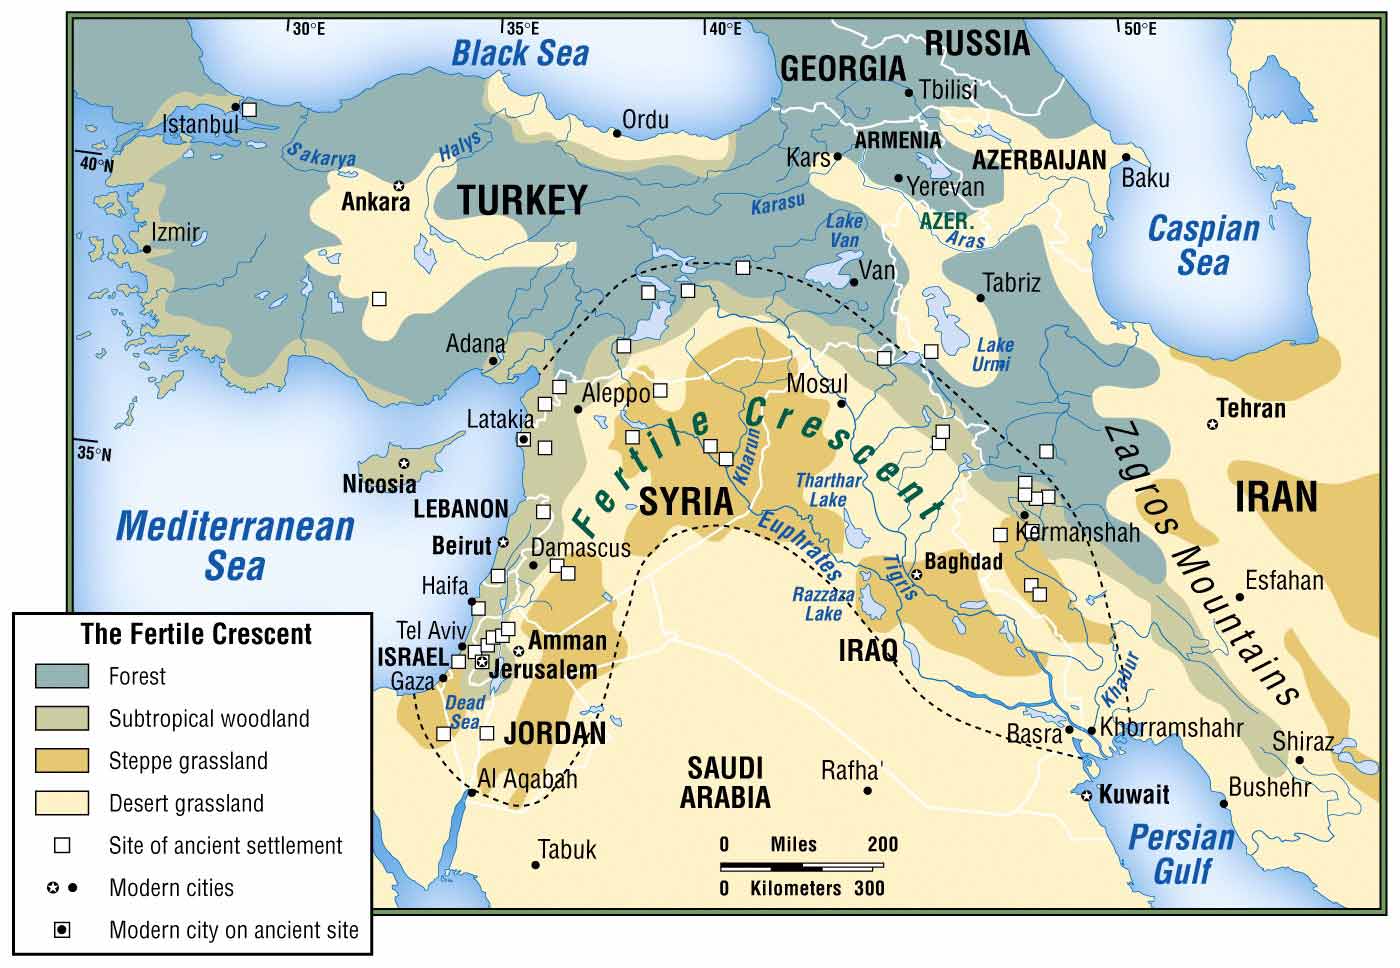 30°E
35°E
40°E
50°E
Black Sea
RUSSIA
GEORGIA
Tbilisi
Istanbul
Ordu
Sakarya
Halys
Kars
ARMENIA
AZERBAIJAN
Baku
40°N
Ankara
TURKEY
Yerevan
Karasu
AZER.
Lake
Van
Aras
Izmir
Caspian
Sea
Van
Tabriz
Adana
Lake
Urmi
Aleppo
Mosul
Latakia
Fertile Crescent
Tehran
35°N
Nicosia
Kharun
Zagros Mountains
Tharthar
Lake
SYRIA
IRAN
LEBANON
Mediterranean
Sea
Euphrates
Kermanshah
Beirut
Damascus
Tigris
Baghdad
Haifa
Razzaza
Lake
Esfahan
Tel Aviv
Amman
ISRAEL
Jerusalem
IRAQ
Gaza
Dead
Sea
Khabur
JORDAN
Basra
Khorramshahr
Shiraz
Al Aqabah
SAUDI
ARABIA
Rafha'
Kuwait
Bushehr
Tabuk
Persian
Gulf
0 Miles 200
0 Kilometers 300
The Fertile Crescent
Forest
Subtropical woodland
Steppe grassland
Desert grassland
Site of ancient settlement
Modern cities
Modern city on ancient site